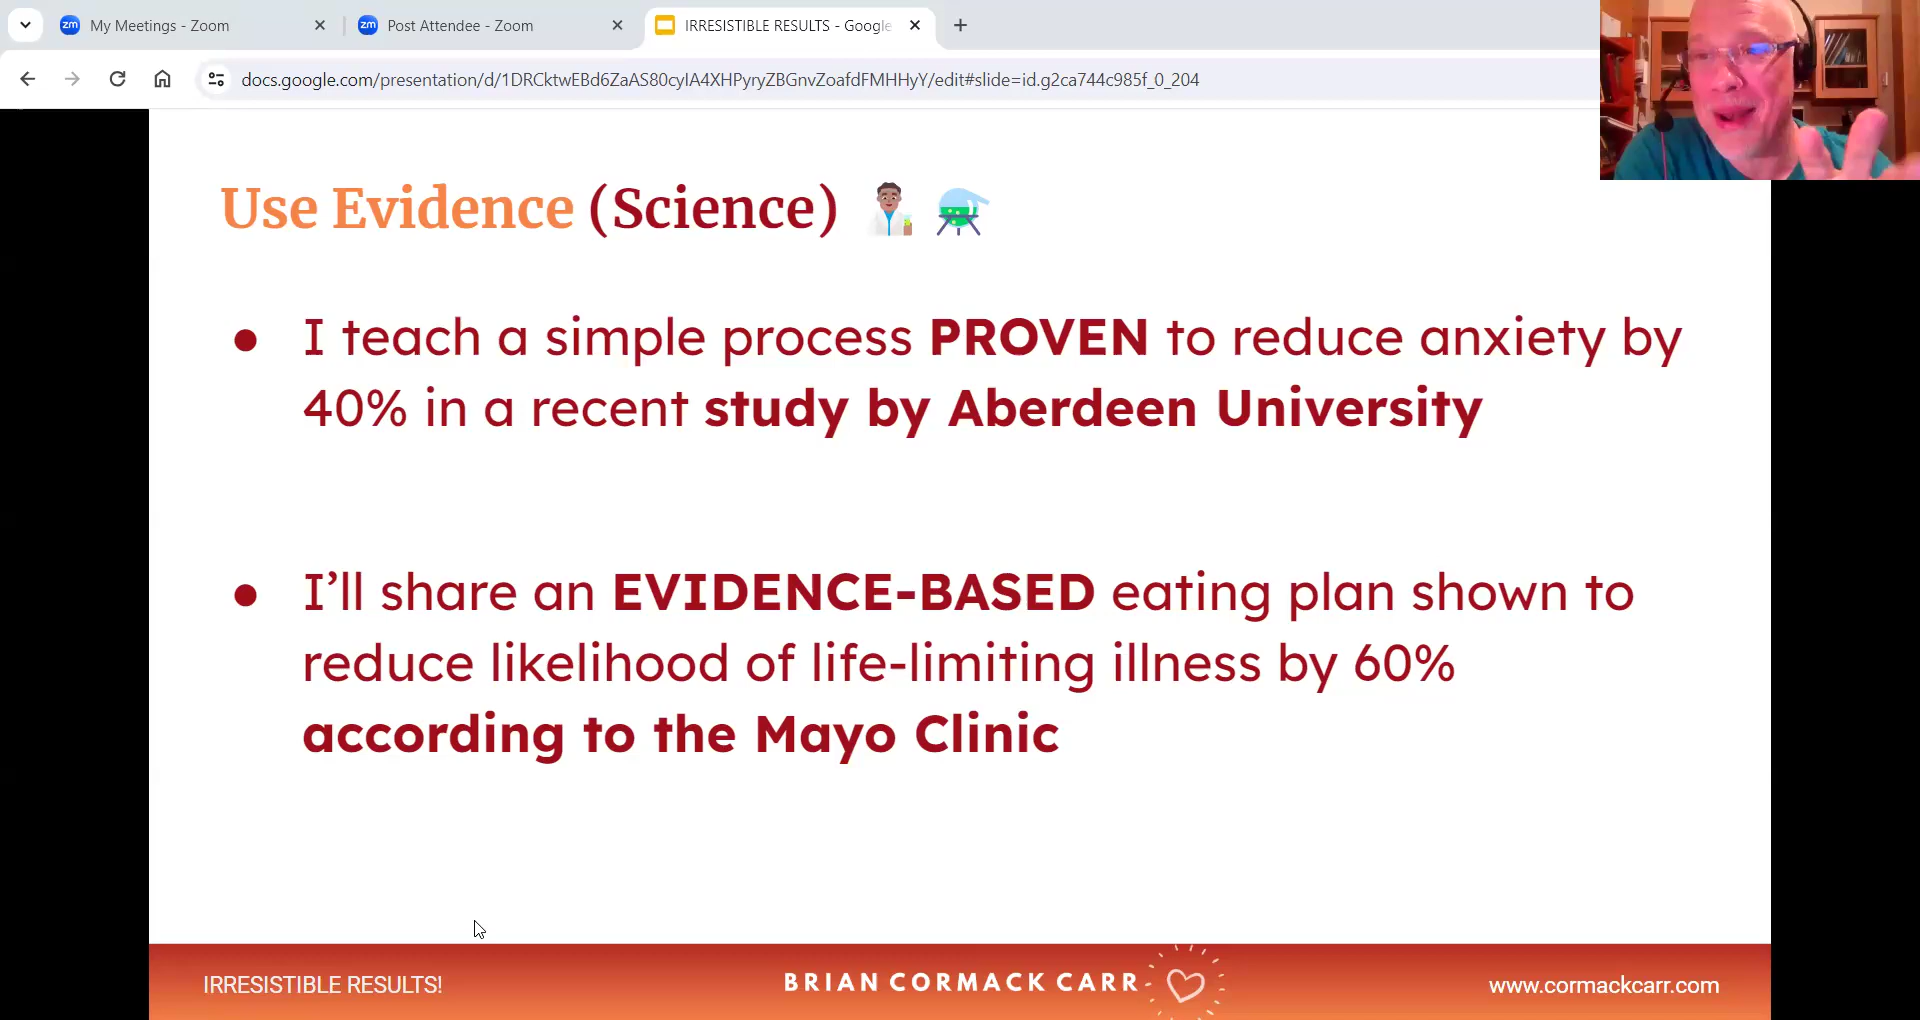 My Meetings - Zoom
Post Attendee - Zoom
IRRESISTIBLE RESULTS - Google
docs.google.com/presentation/d/1DRCktwEBd6ZaAS80cyIA4XHPyryZBGnvZoafdFMHHyY/edit#slide=id.g2ca744c985f_0_204
Use Evidence (Science)
● I teach a simple process PROVEN to reduce anxiety by
40% in a recent study by Aberdeen University
● I’ll share an EVIDENCE-BASED eating plan shown to
reduce likelihood of life-limiting illness by 60%
according to the Mayo Clinic
IRRESISTIBLE RESULTS!
BRIAN CORMACK CARR
www.cormackcarr.com